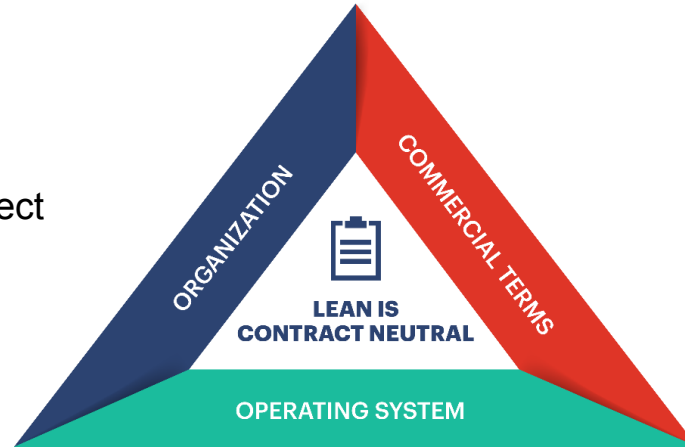 ect
ORGANIZATION
COMMERCIAL TERMS
LEAN IS
CONTRACT NEUTRAL
OPERATING SYSTEM